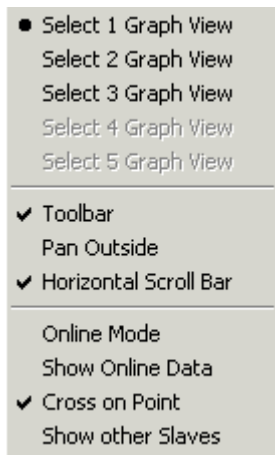 Select 1 Graph View
Select 2 Graph View
Select 3 Graph View
Select 4 Graph View
Select 5 Graph View
Toolbar
Pan Outside
Horizontal Scroll Bar
Online Mode
Show Online Data
Cross on Point
Show other Slaves